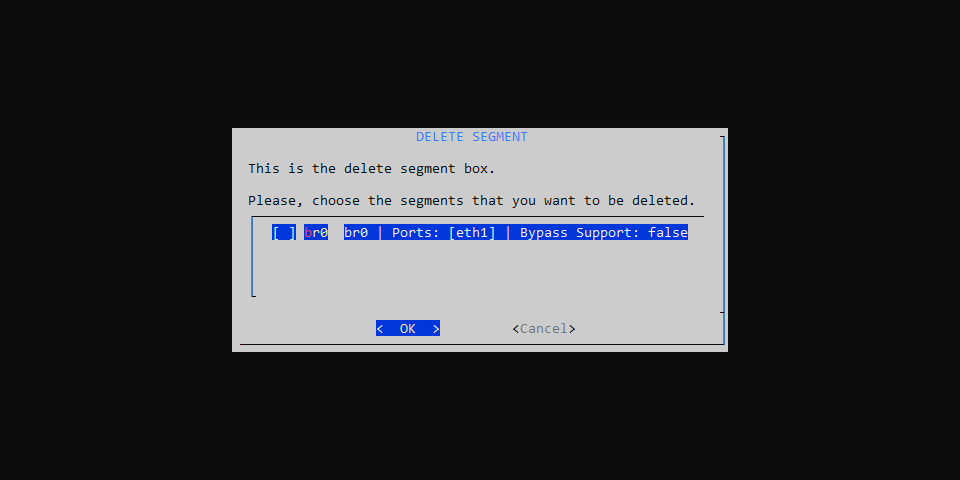 DELETE SEGMENT
This is the delete segment box.
Please, choose the segments that you want to be deleted.
[ ] br0  br0 | Ports: [eth1] | Bypass Support: false
<  OK  >         <Cancel>